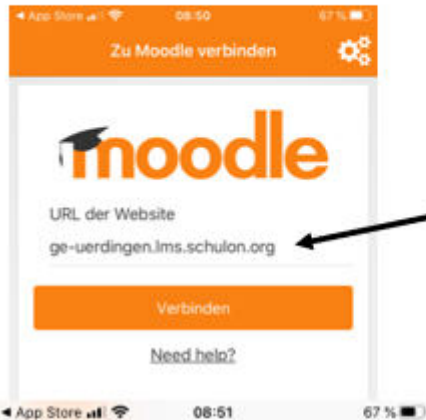 App Store 08:50 67 %
Zu Moodle verbinden
moodle
URL der Website
ge-uerdingen.lms.schulon.org
Verbinden
Need help?
App Store 08:51 67 %